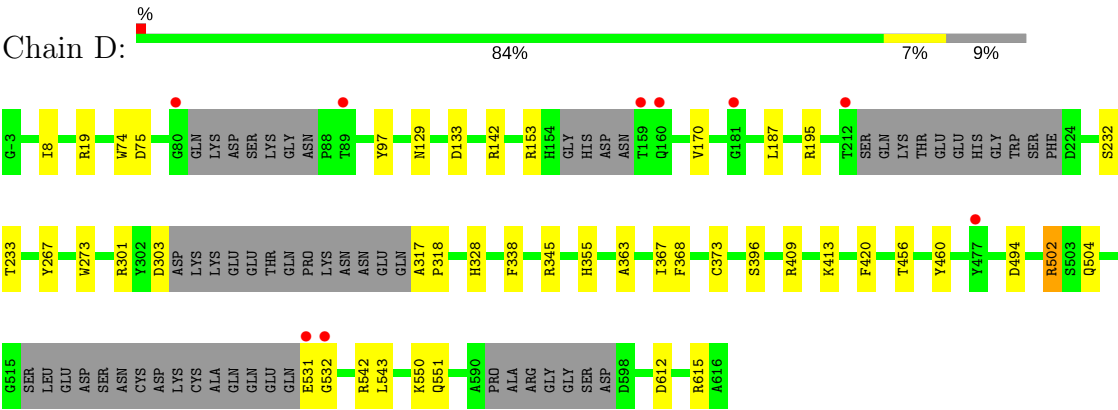 %
Chain D:
84% 7% 9%
G-3 I8 R19 W74 D75 G80 GLN LYS ASP SER LYS GLY ASN P88 T89 Y97 N129 D133 R142 R153 H154 GLY HIS ASP ASN T159 Q160 V170 G181 L187 R195 T212 SER GLN LYS THR GLU GLU HIS GLY TRP SER PHE D224 S232
T233 Y267 W273 R301 Y302 D303 ASP LYS LYS GLU GLU THR GLN PRO LYS ASN ASN GLU GLN A317 P318 H328 F338 R345 H355 A363 I367 F368 C373 S396 R409 K413 F420 T456 Y460 Y477 D494 R502 S503 Q504
G515 SER LEU GLU ASP SER ASN CYS ASP LYS CYS ALA GLN GLN GLU GLN E531 G532 R542 L543 K550 Q551 A590 PRO ALA ARG GLY GLY SER ASP D598 D612 R615 A616